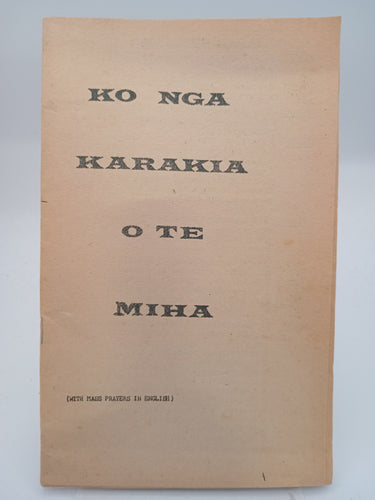 KO NGA
KARAKIA
O TE
MIHA
(WITH MASS PRAYERS IN ENGLISH)